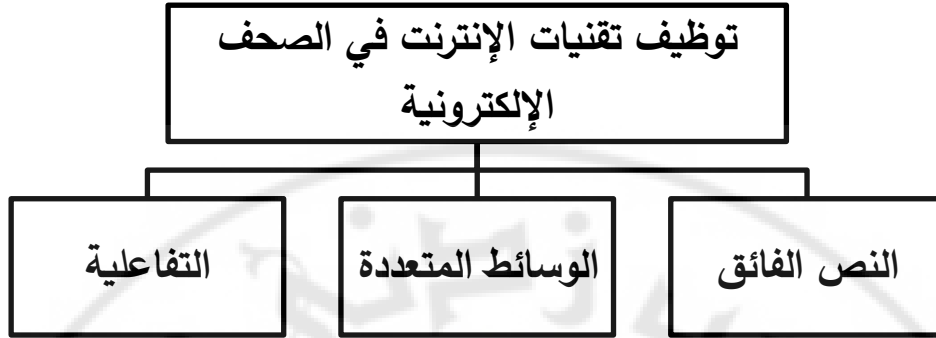 توظيف تقنيات الإنترنت في الصحف
الإلكترونية
النص الفائق
الوسائط المتعددة
التفاعلية